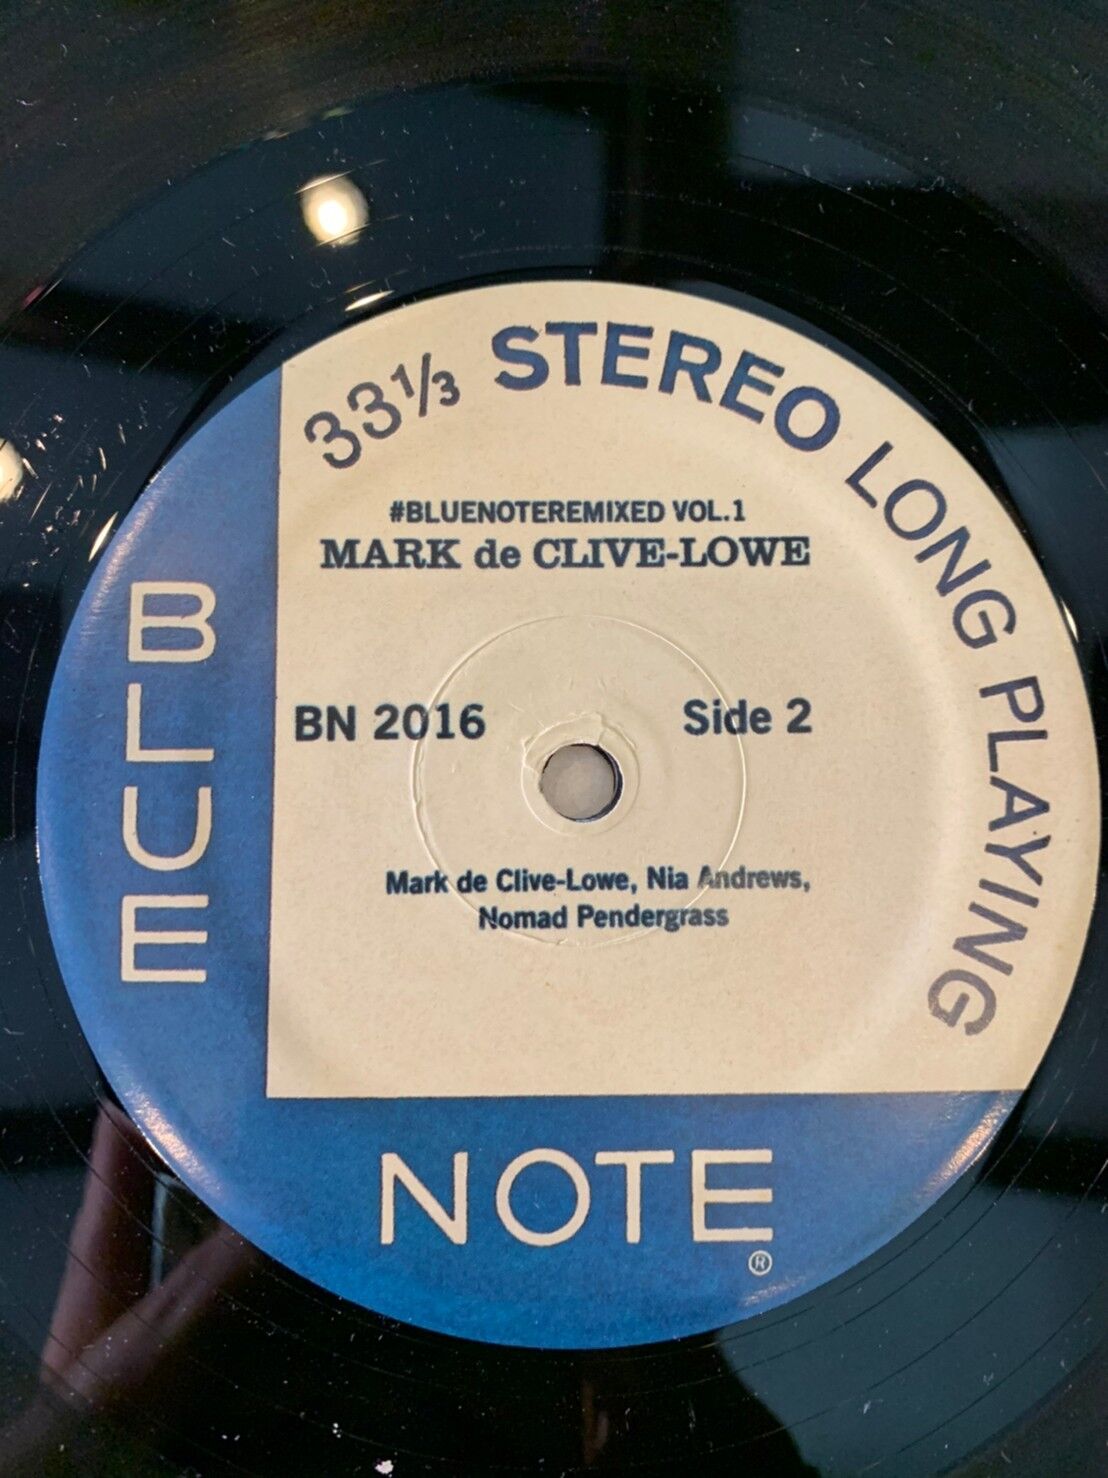 33⅓ STEREO LONG PLAYING
#BLUENOTEREMIXED VOL.1
MARK de CLIVE-LOWE
BN 2016
Side 2
Mark de Clive-Lowe, Nia Andrews,
Nomad Pendergrass
BLUE
NOTE®